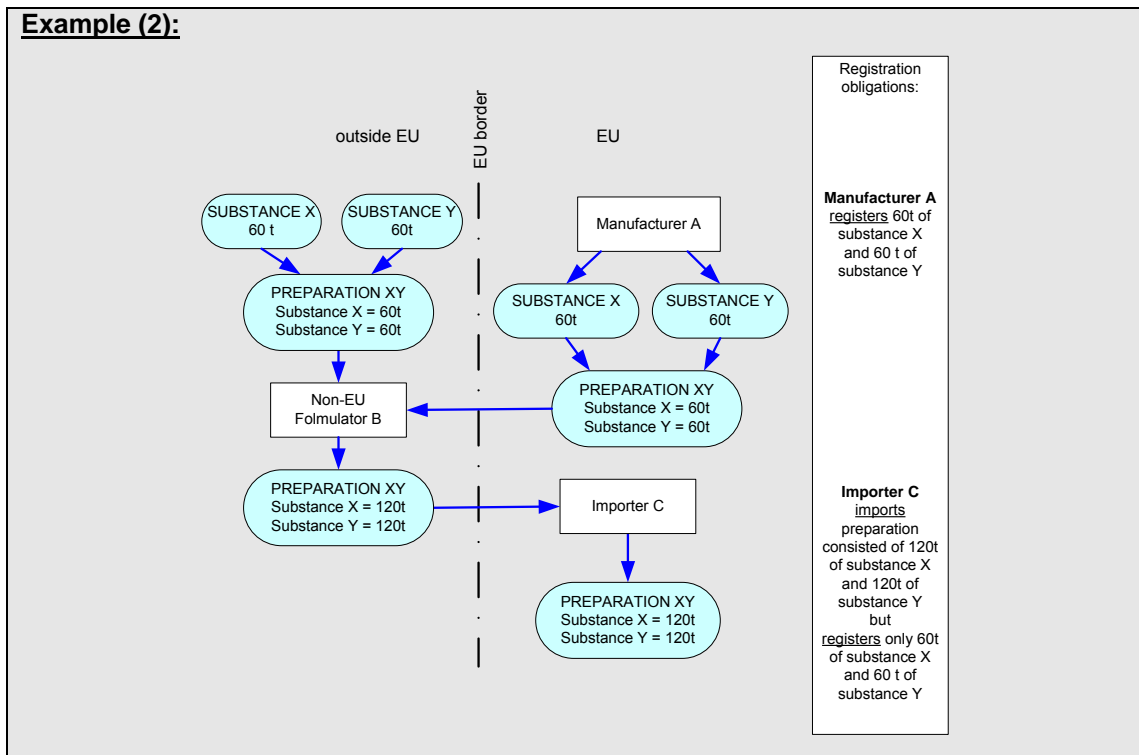 Example (2):
outside EU
EU border
EU
SUBSTANCE X
60 t
SUBSTANCE Y
60t
PREPARATION XY
Substance X = 60t
Substance Y = 60t
Non-EU
Folmulator B
PREPARATION XY
Substance X = 120t
Substance Y = 120t
Manufacturer A
SUBSTANCE X
60t
SUBSTANCE Y
60t
PREPARATION XY
Substance X = 60t
Substance Y = 60t
Importer C
PREPARATION XY
Substance X = 120t
Substance Y = 120t
Registration
obligations:
Manufacturer A
registers 60t of
substance X
and 60 t of
substance Y
Importer C
imports
preparation
consisted of 120t
of substance X
and 120t of
substance Y
but
registers only 60t
of substance X
and 60 t of
substance Y